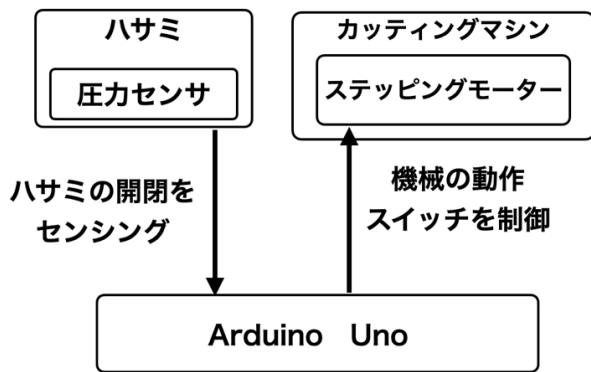 ハサミ
圧力センサ
カッティングマシン
ステッピングモーター
ハサミの開閉を
センシング
機械の動作
スイッチを制御
Arduino　Uno